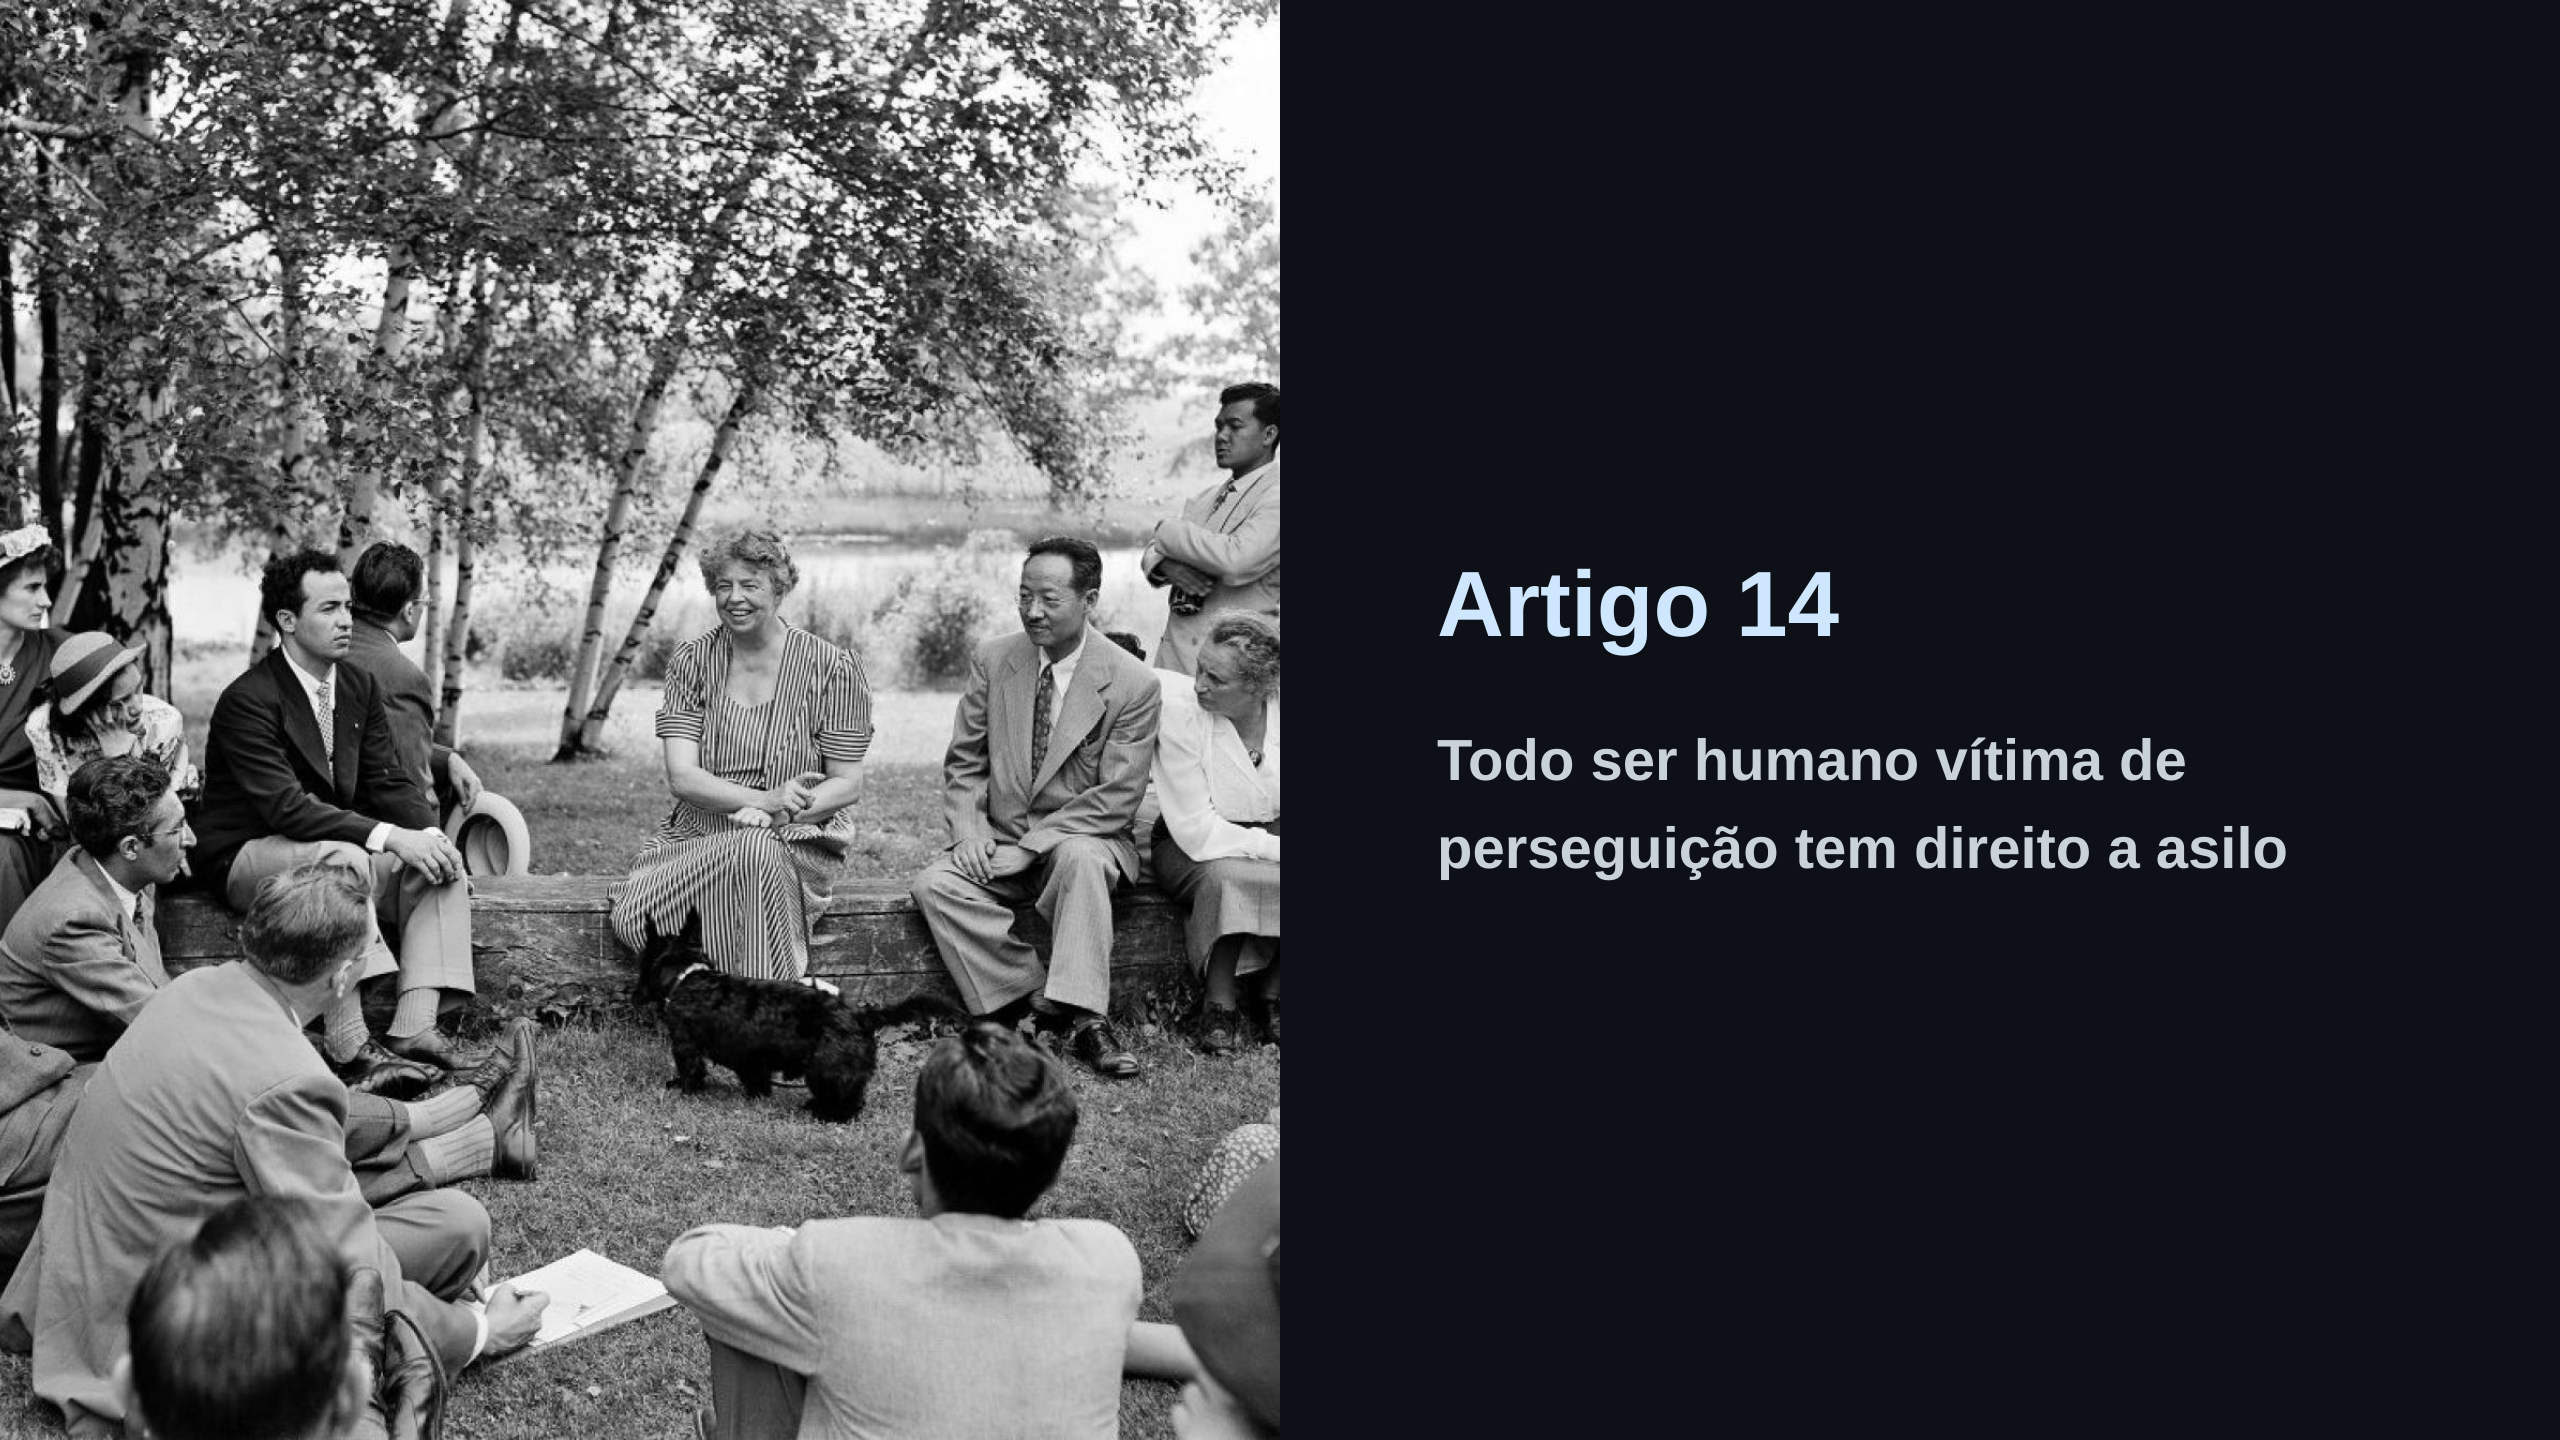 Artigo 14
Todo ser humano vítima de
perseguição tem direito a asilo